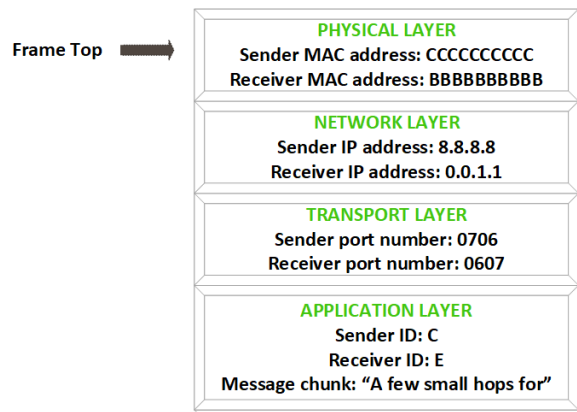 Frame Top
PHYSICAL LAYER
Sender MAC address: CCCCCCCCCC
Receiver MAC address: BBBBBBBBBB
NETWORK LAYER
Sender IP address: 8.8.8.8
Receiver IP address: 0.0.1.1
TRANSPORT LAYER
Sender port number: 0706
Receiver port number: 0607
APPLICATION LAYER
Sender ID: C
Receiver ID: E
Message chunk: “A few small hops for”